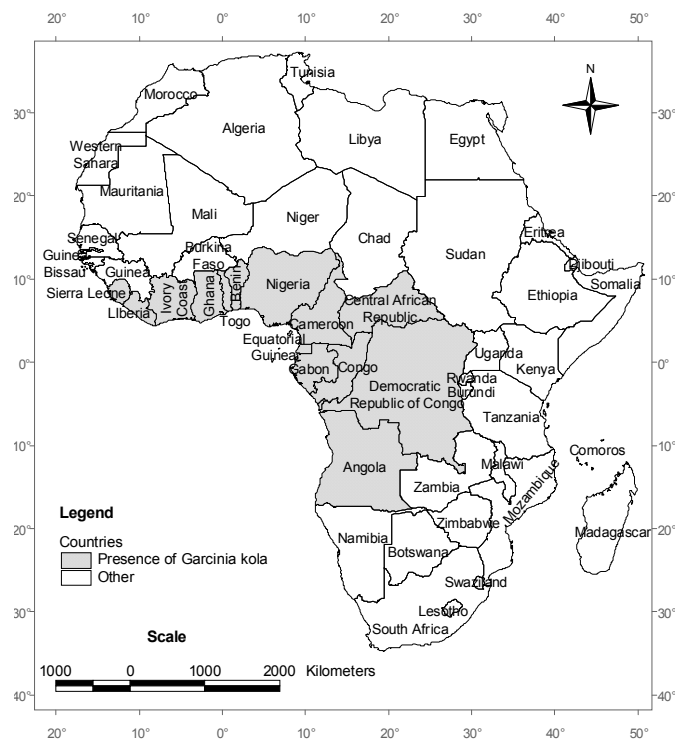 20° 10° 0° 10° 20° 30° 40° 50°
N
Tunisia
Morocco
30° 30°
Algeria
Libya
Egypt
Western
Sahara
20° 20°
Mauritania
Mali
Niger
Chad
Sudan
Eritrea
Senegal
Burkina
Faso
Guinea
Bissau
Guinea
Djibouti
10° 10°
Nigeria
Benin
Ghana
Ivory
Coast
Somalia
Ethiopia
Sierra Leone
LIberia
Togo
Central African
Republic
Cameroon
Equatorial
Guinea
0° 0°
Uganda
Kenya
Gabon
Congo
Rwanda
Burundi
Democratic
Republic of Congo
Tanzania
10° 10°
Comoros
Angola
Malawi
Zambia
Mozambique
Legend
Countries
Presence of Garcinia kola
Other
20° 20°
Zimbabwe
Madagascar
Namibia
Botswana
Swaziland
30° 30°
Lesotho
South Africa
Scale
1000 0 1000 2000 Kilometers
40° 40°
20° 10° 0° 10° 20° 30° 40° 50°